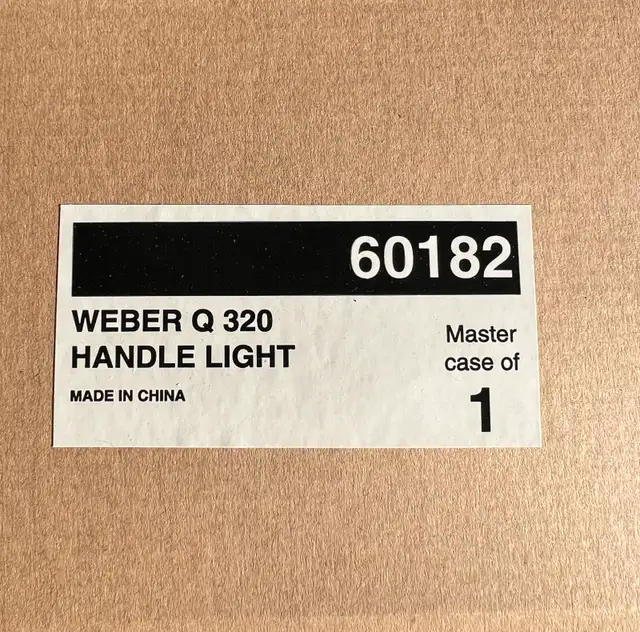 60182
WEBER Q 320
HANDLE LIGHT
MADE IN CHINA
Master
case of
1